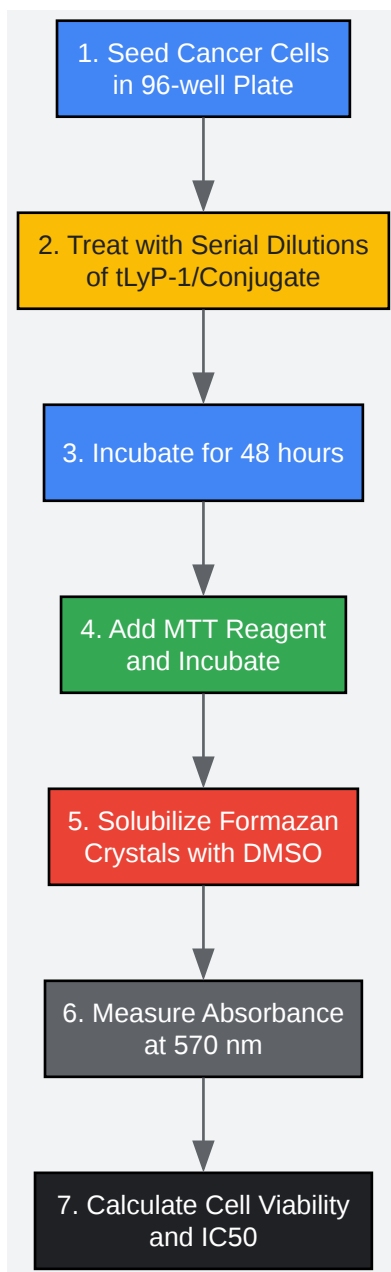 1. Seed Cancer Cells
in 96-well Plate
2. Treat with Serial Dilutions
of tLyP-1/Conjugate
3. Incubate for 48 hours
4. Add MTT Reagent
and Incubate
5. Solubilize Formazan
Crystals with DMSO
6. Measure Absorbance
at 570 nm
7. Calculate Cell Viability
and IC50